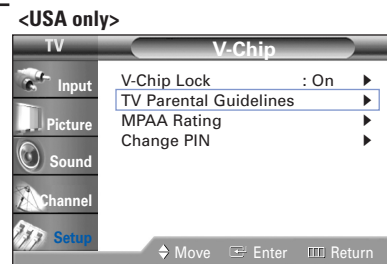 <USA only>
TV
V-Chip
Input
Picture
Sound
Channel
Setup
V-Chip Lock : On
TV Parental Guidelines
MPAA Rating
Change PIN
Move Enter Return